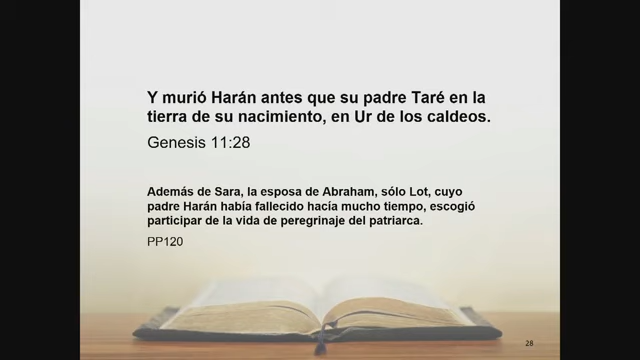 Y murió Harán antes que su padre Taré en la
tierra de su nacimiento, en Ur de los caldeos.
Genesis 11:28
Además de Sara, la esposa de Abraham, sólo Lot, cuyo
padre Harán había fallecido hacía mucho tiempo, escogió
participar de la vida de peregrinaje del patriarca.
PP120
28